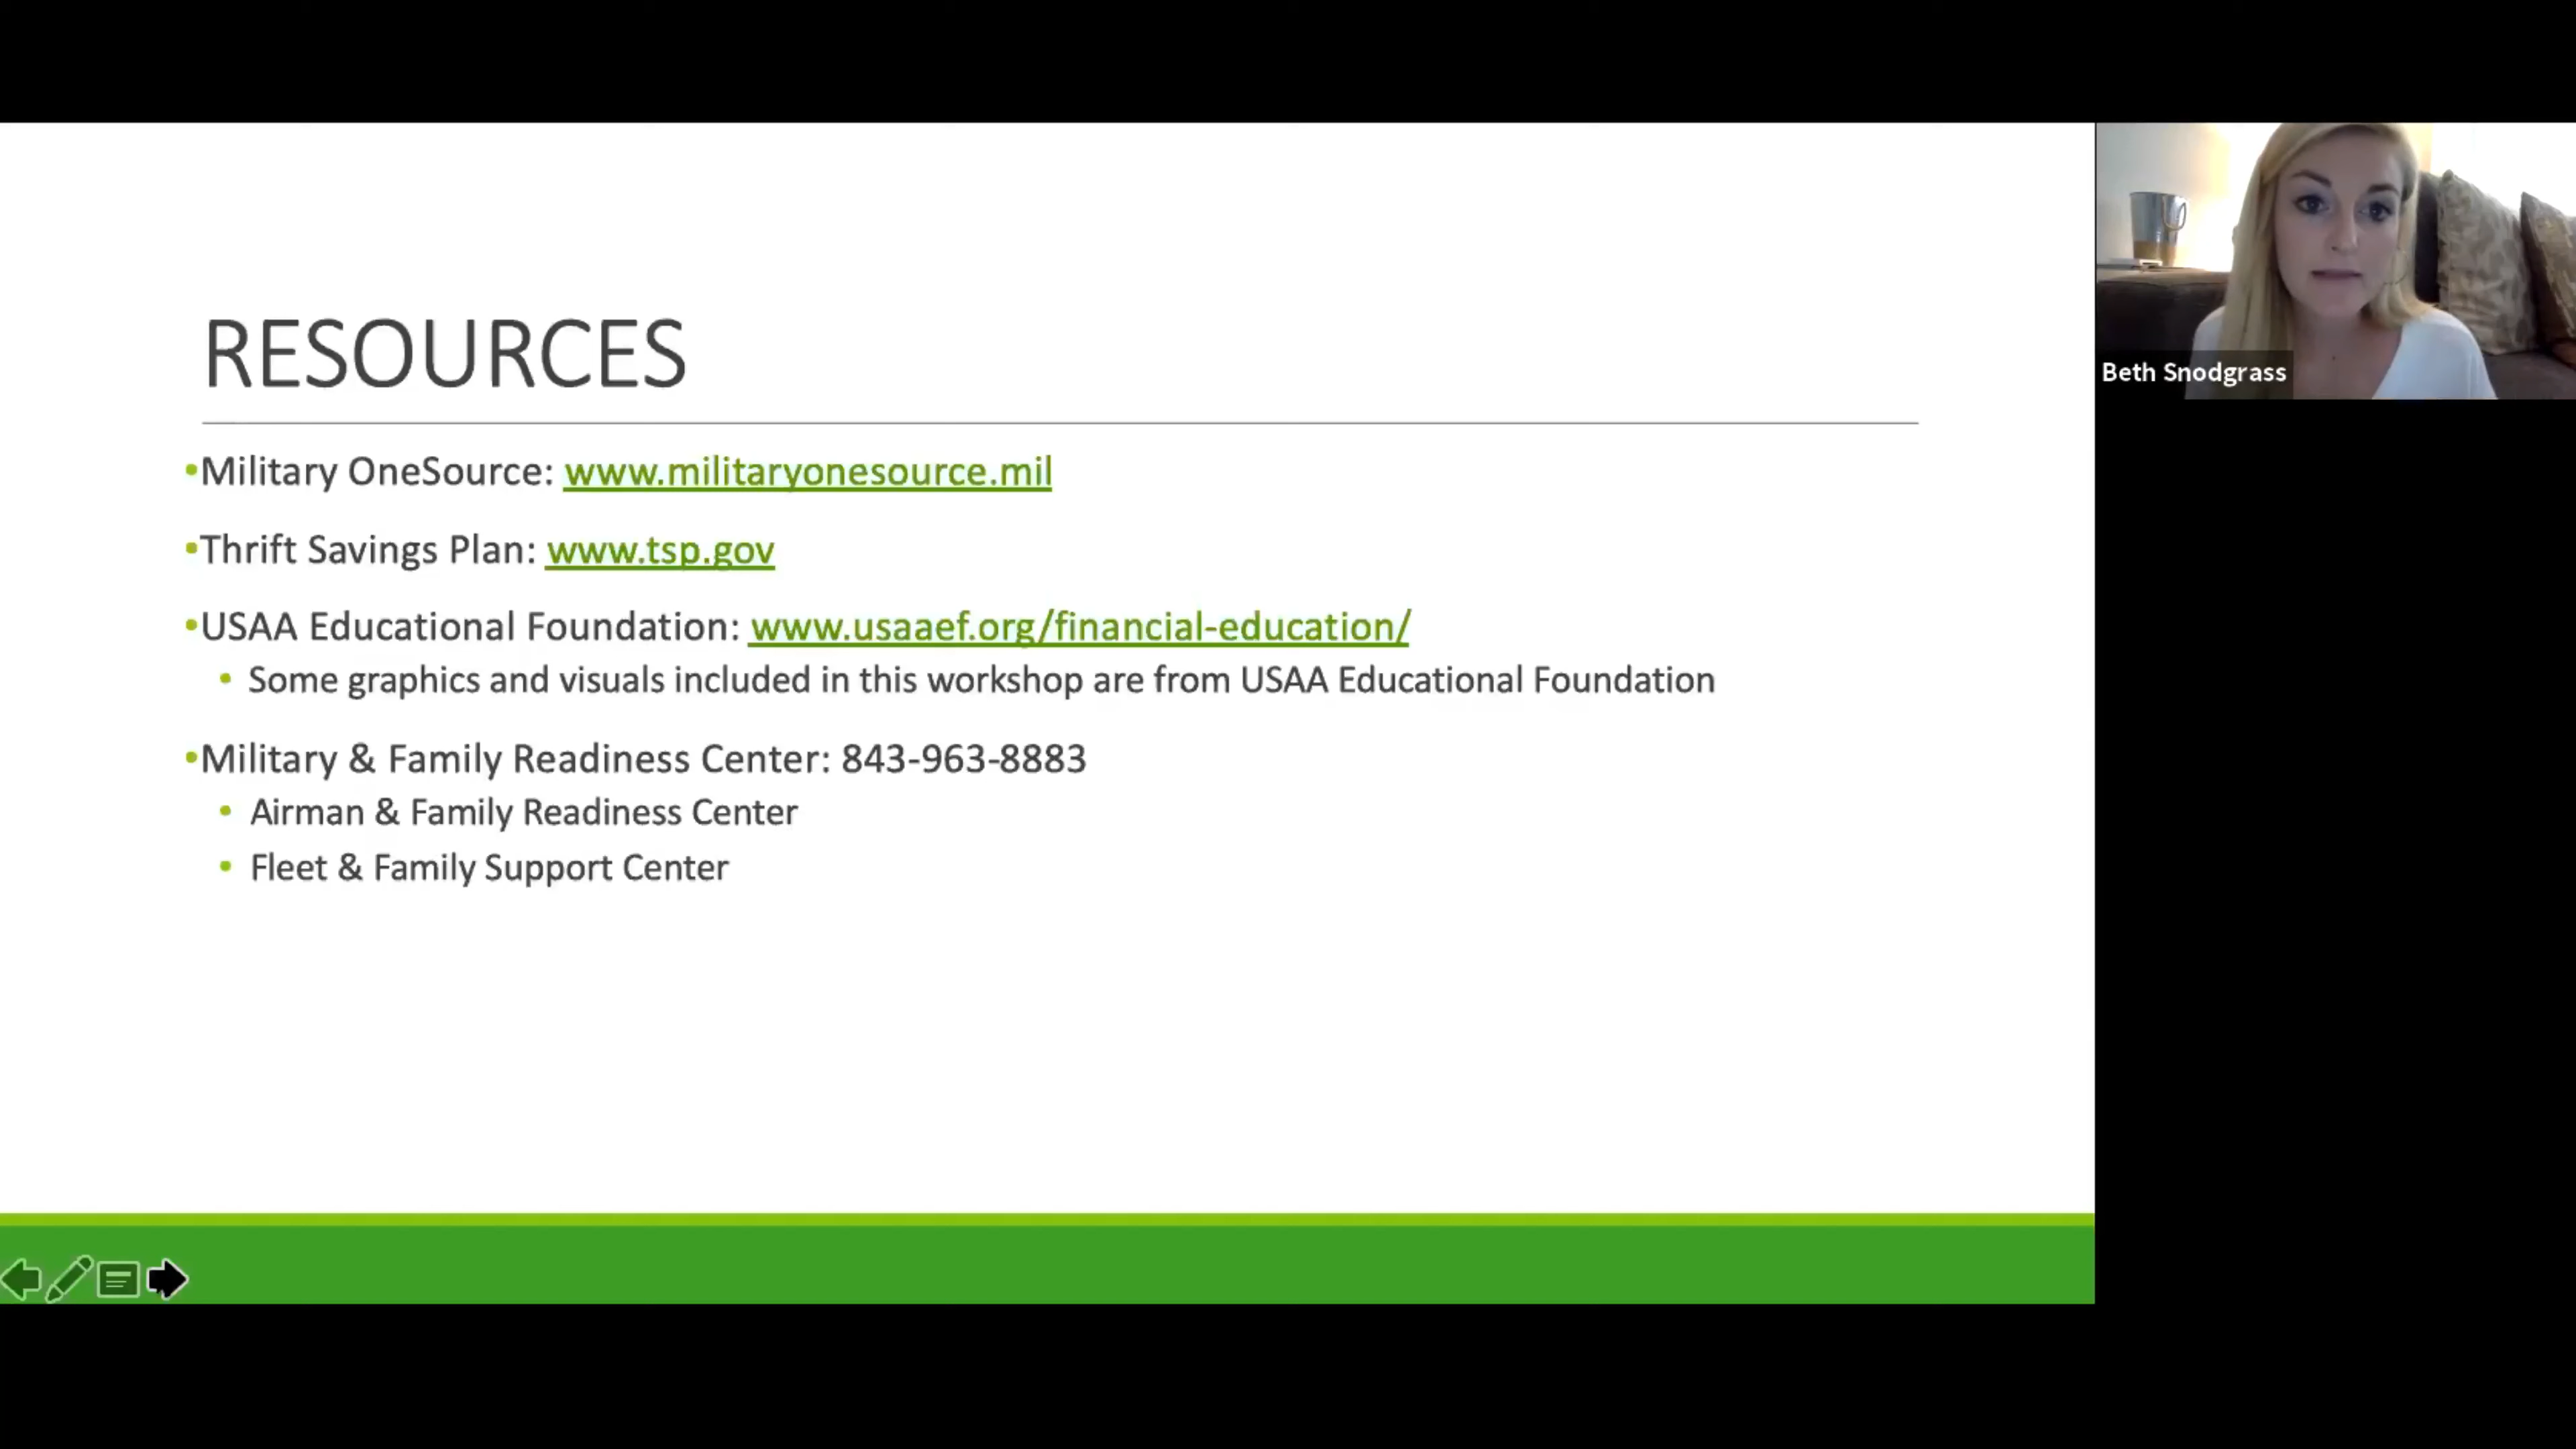 RESOURCES
•Military OneSource: www.militaryonesource.mil
•Thrift Savings Plan: www.tsp.gov
•USAA Educational Foundation: www.usaaef.org/financial-education/
• Some graphics and visuals included in this workshop are from USAA Educational Foundation
•Military & Family Readiness Center: 843-963-8883
• Airman & Family Readiness Center
• Fleet & Family Support Center
Beth Snodgrass